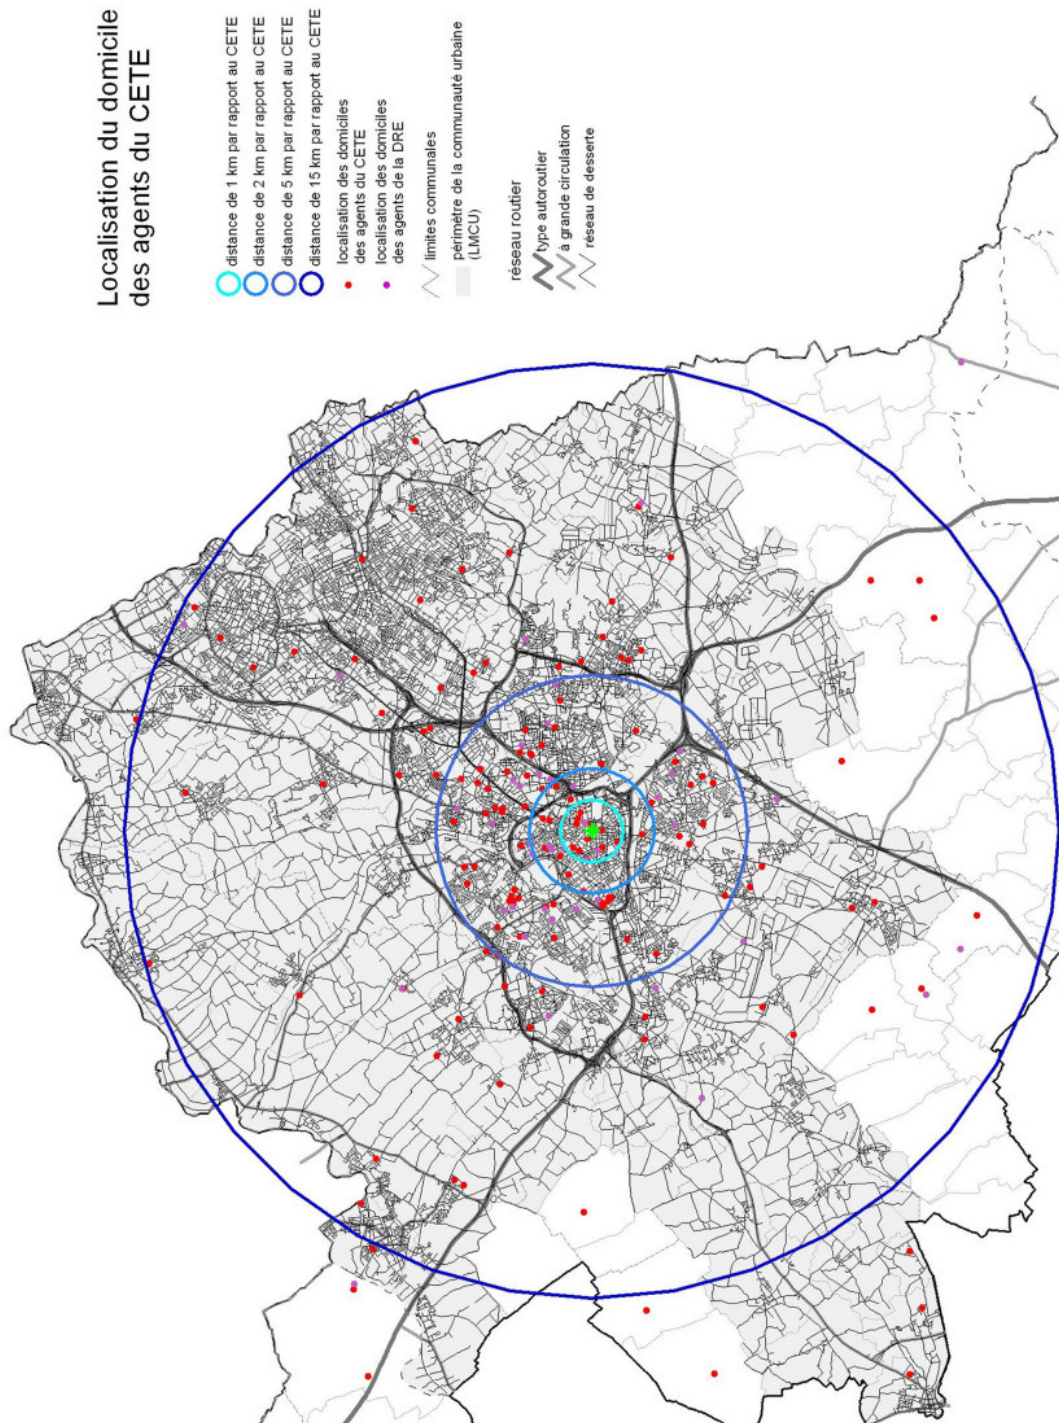 Localisation du domicile
des agents du CETE
distance de 1 km par rapport au CETE
distance de 2 km par rapport au CETE
distance de 5 km par rapport au CETE
distance de 15 km par rapport au CETE
localisation des domiciles
des agents du CETE
localisation des domiciles
des agents de la DRE
limites communales
périmètre de la communauté urbaine
(LMCU)
réseau routier
type autoroutier
à grande circulation
réseau de desserte